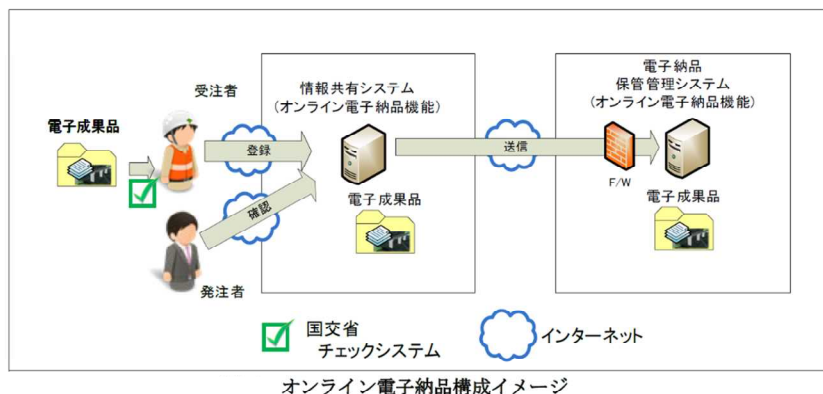 電子成果品
受注者
発注者
登録
確認
情報共有システム
(オンライン電子納品機能)
電子成果品
送信
F/W
電子納品
保管管理システム
(オンライン電子納品機能)
電子成果品
国交省
チェックシステム
インターネット
オンライン電子納品構成イメージ